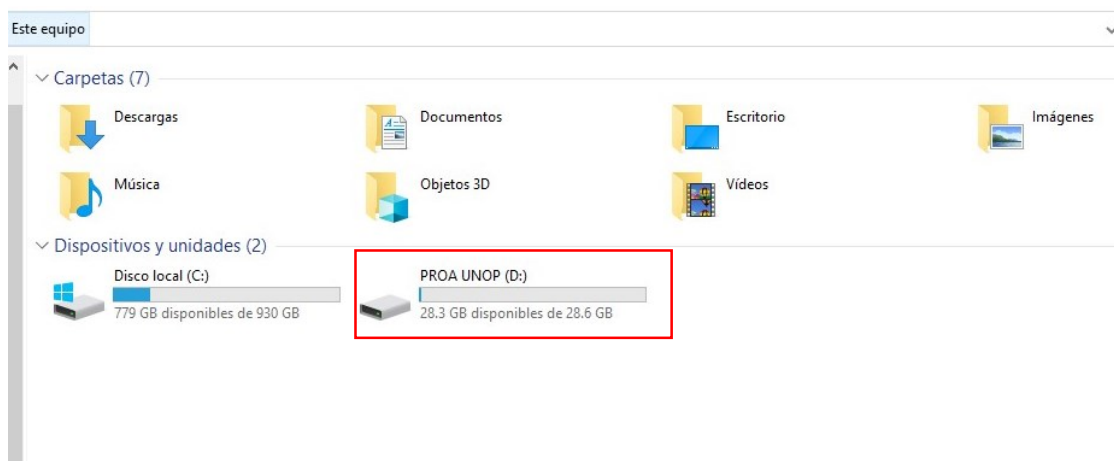 Este equipo
Carpetas (7)
Descargas
Documentos
Escritorio
Imágenes
Música
Objetos 3D
Vídeos
Dispositivos y unidades (2)
Disco local (C:)
779 GB disponibles de 930 GB
PROA UNOP (D:)
28.3 GB disponibles de 28.6 GB